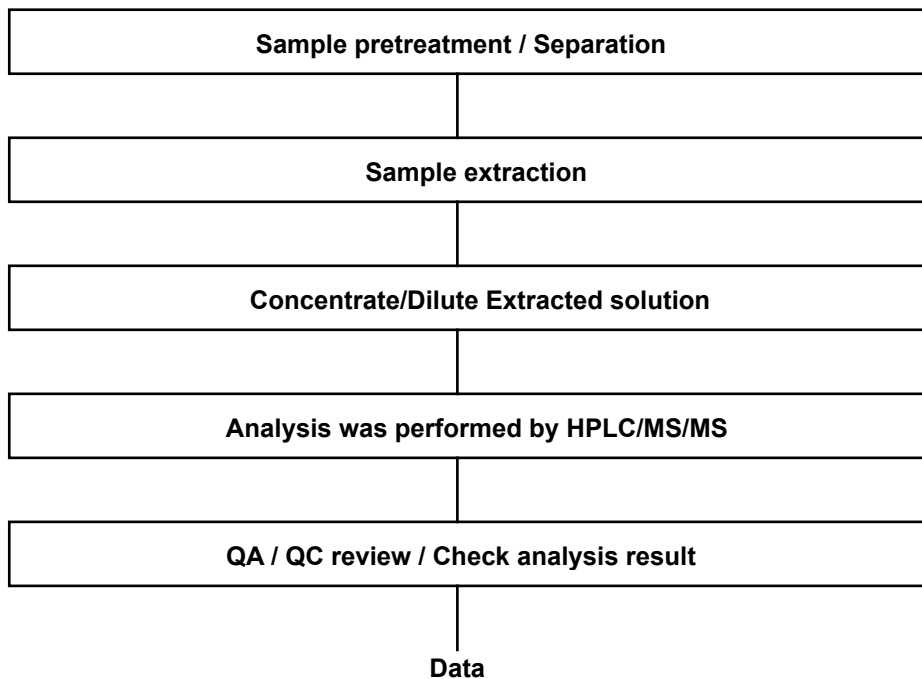 Sample pretreatment / Separation
Sample extraction
Concentrate/Dilute Extracted solution
Analysis was performed by HPLC/MS/MS
QA / QC review / Check analysis result
Data